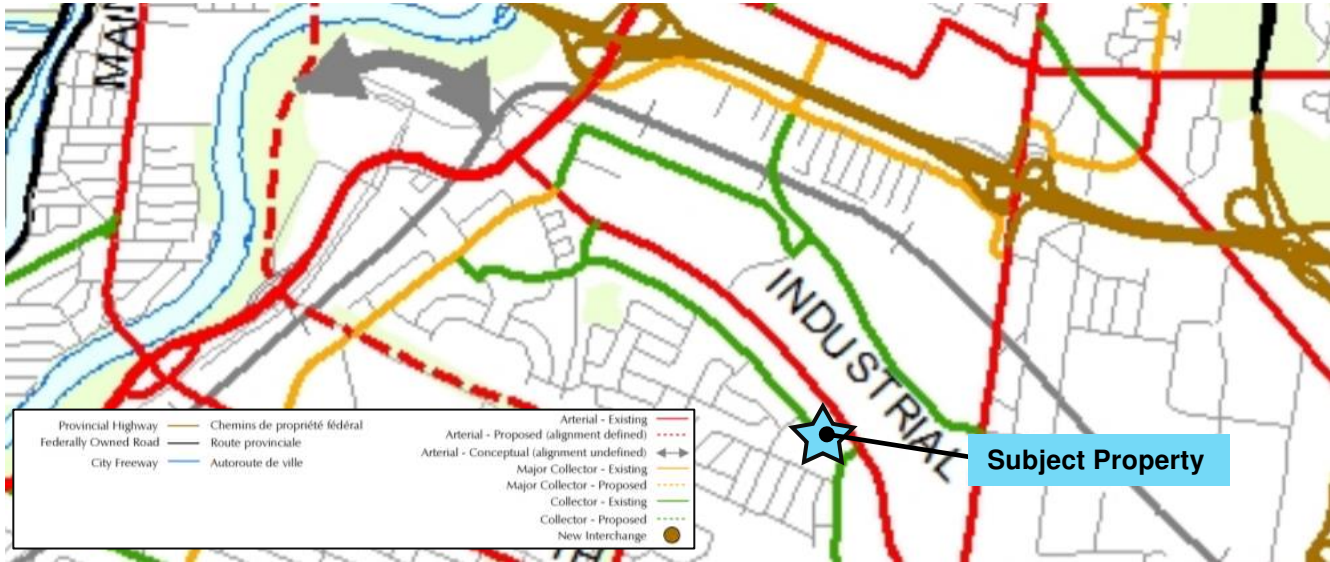 MAIN
INDUSTRIAL
Subject Property
Provincial Highway
Chemins de propriété fédéral
Federally Owned Road
Route provinciale
City Freeway
Autoroute de ville
Arterial - Existing
Arterial - Proposed (alignment defined)
Arterial - Conceptual (alignment undefined)
Major Collector - Existing
Major Collector - Proposed
Collector - Existing
Collector - Proposed
New Interchange